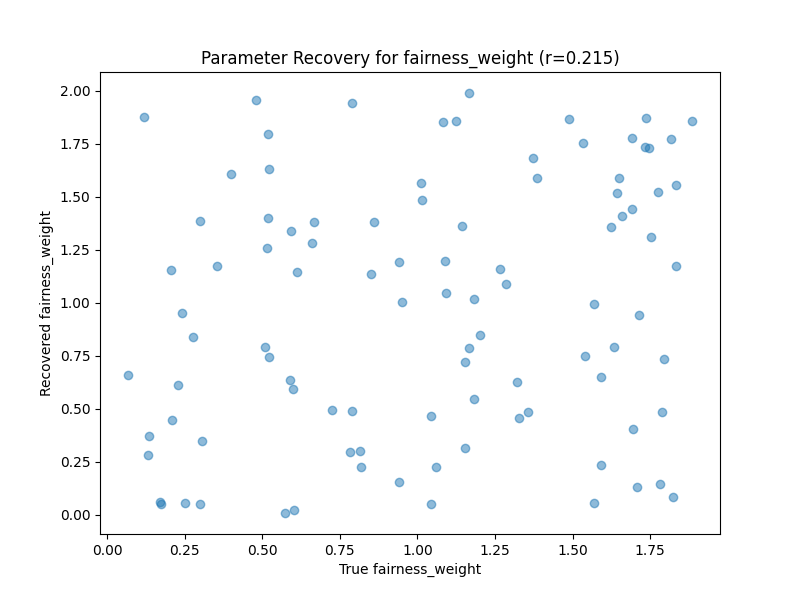 Parameter Recovery for fairness_weight (r=0.215)
2.00
1.75
1.50
1.25
1.00
0.75
0.50
0.25
0.00
Recovered fairness_weight
0.00 0.25 0.50 0.75 1.00 1.25 1.50 1.75
True fairness_weight